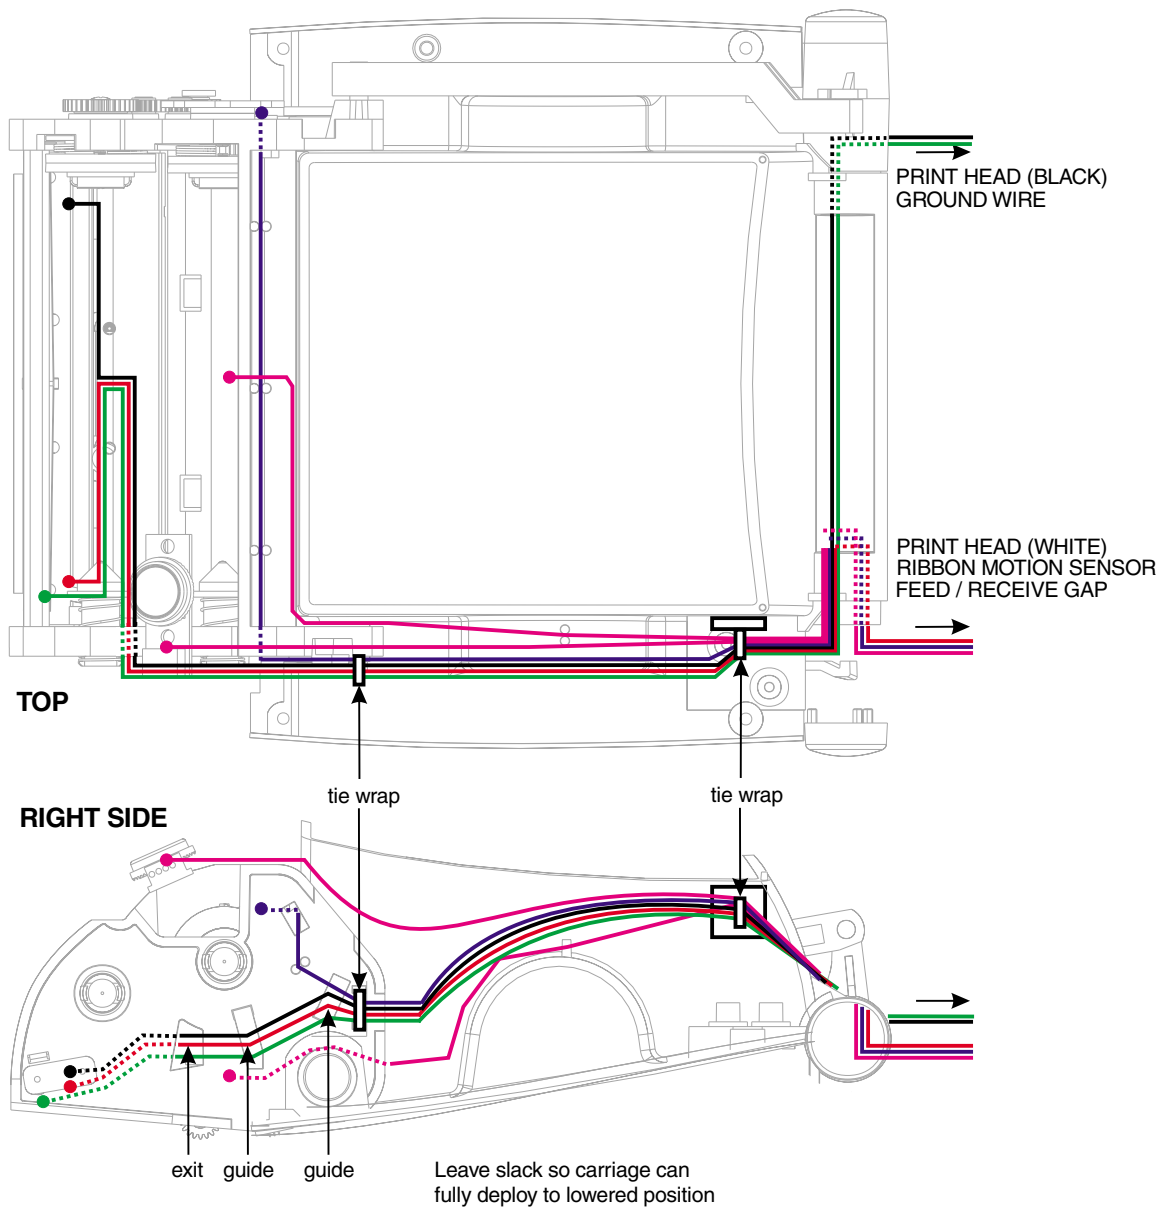 PRINT HEAD (BLACK)
GROUND WIRE
PRINT HEAD (WHITE)
RIBBON MOTION SENSOR
FEED / RECEIVE GAP
TOP
tie wrap
tie wrap
RIGHT SIDE
exit
guide
guide
Leave slack so carriage can
fully deploy to lowered position